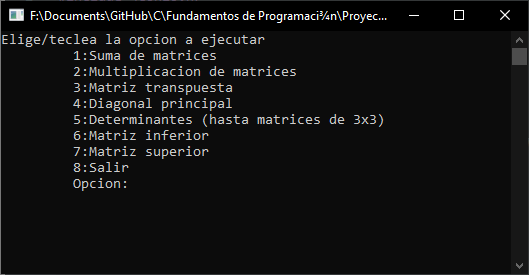 F:\Documents\GitHub\C\Fundamentos de Programaci¾n\Proyec...
Elige/teclea la opcion a ejecutar
1:Suma de matrices
2:Multiplicacion de matrices
3:Matriz transpuesta
4:Diagonal principal
5:Determinantes (hasta matrices de 3x3)
6:Matriz inferior
7:Matriz superior
8:Salir
Opcion: